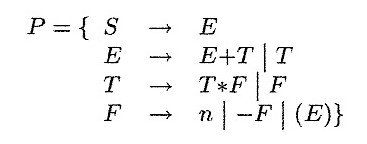 P = { S → E
E → E+T | T
T → T*F | F
F → n | −F | (E)}